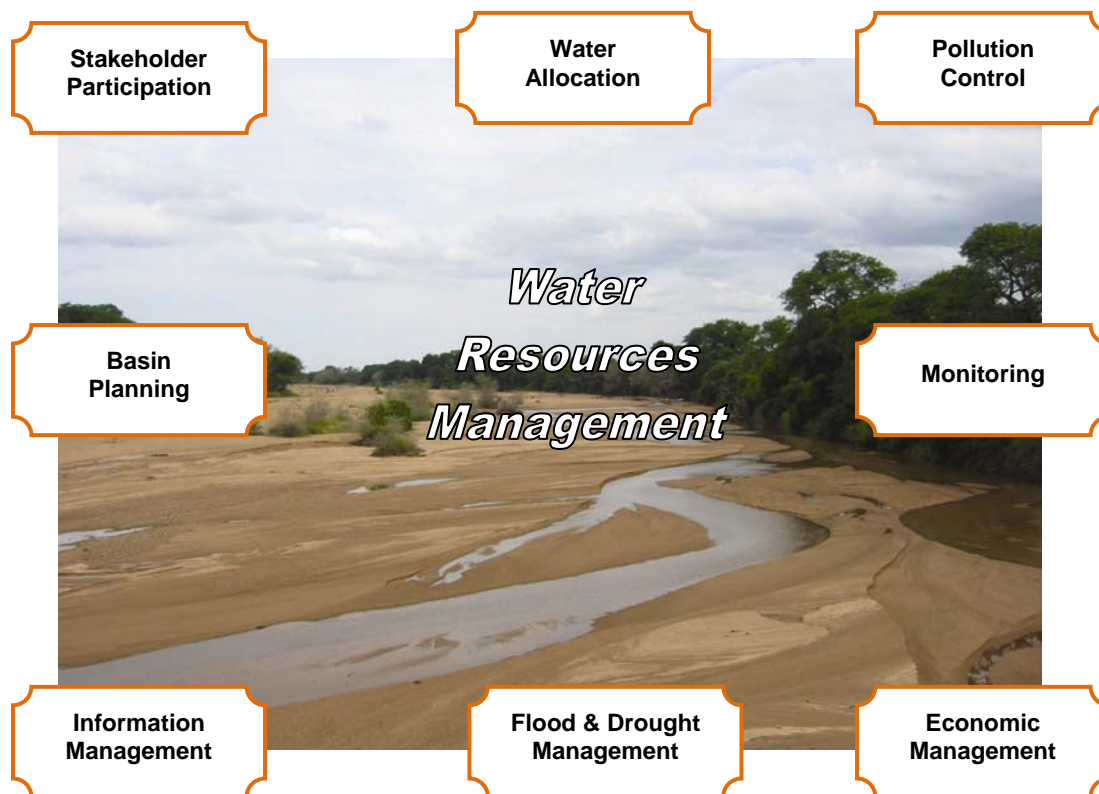 Stakeholder
Participation
Water
Allocation
Pollution
Control
Water
Resources
Management
Basin
Planning
Monitoring
Information
Management
Flood & Drought
Management
Economic
Management